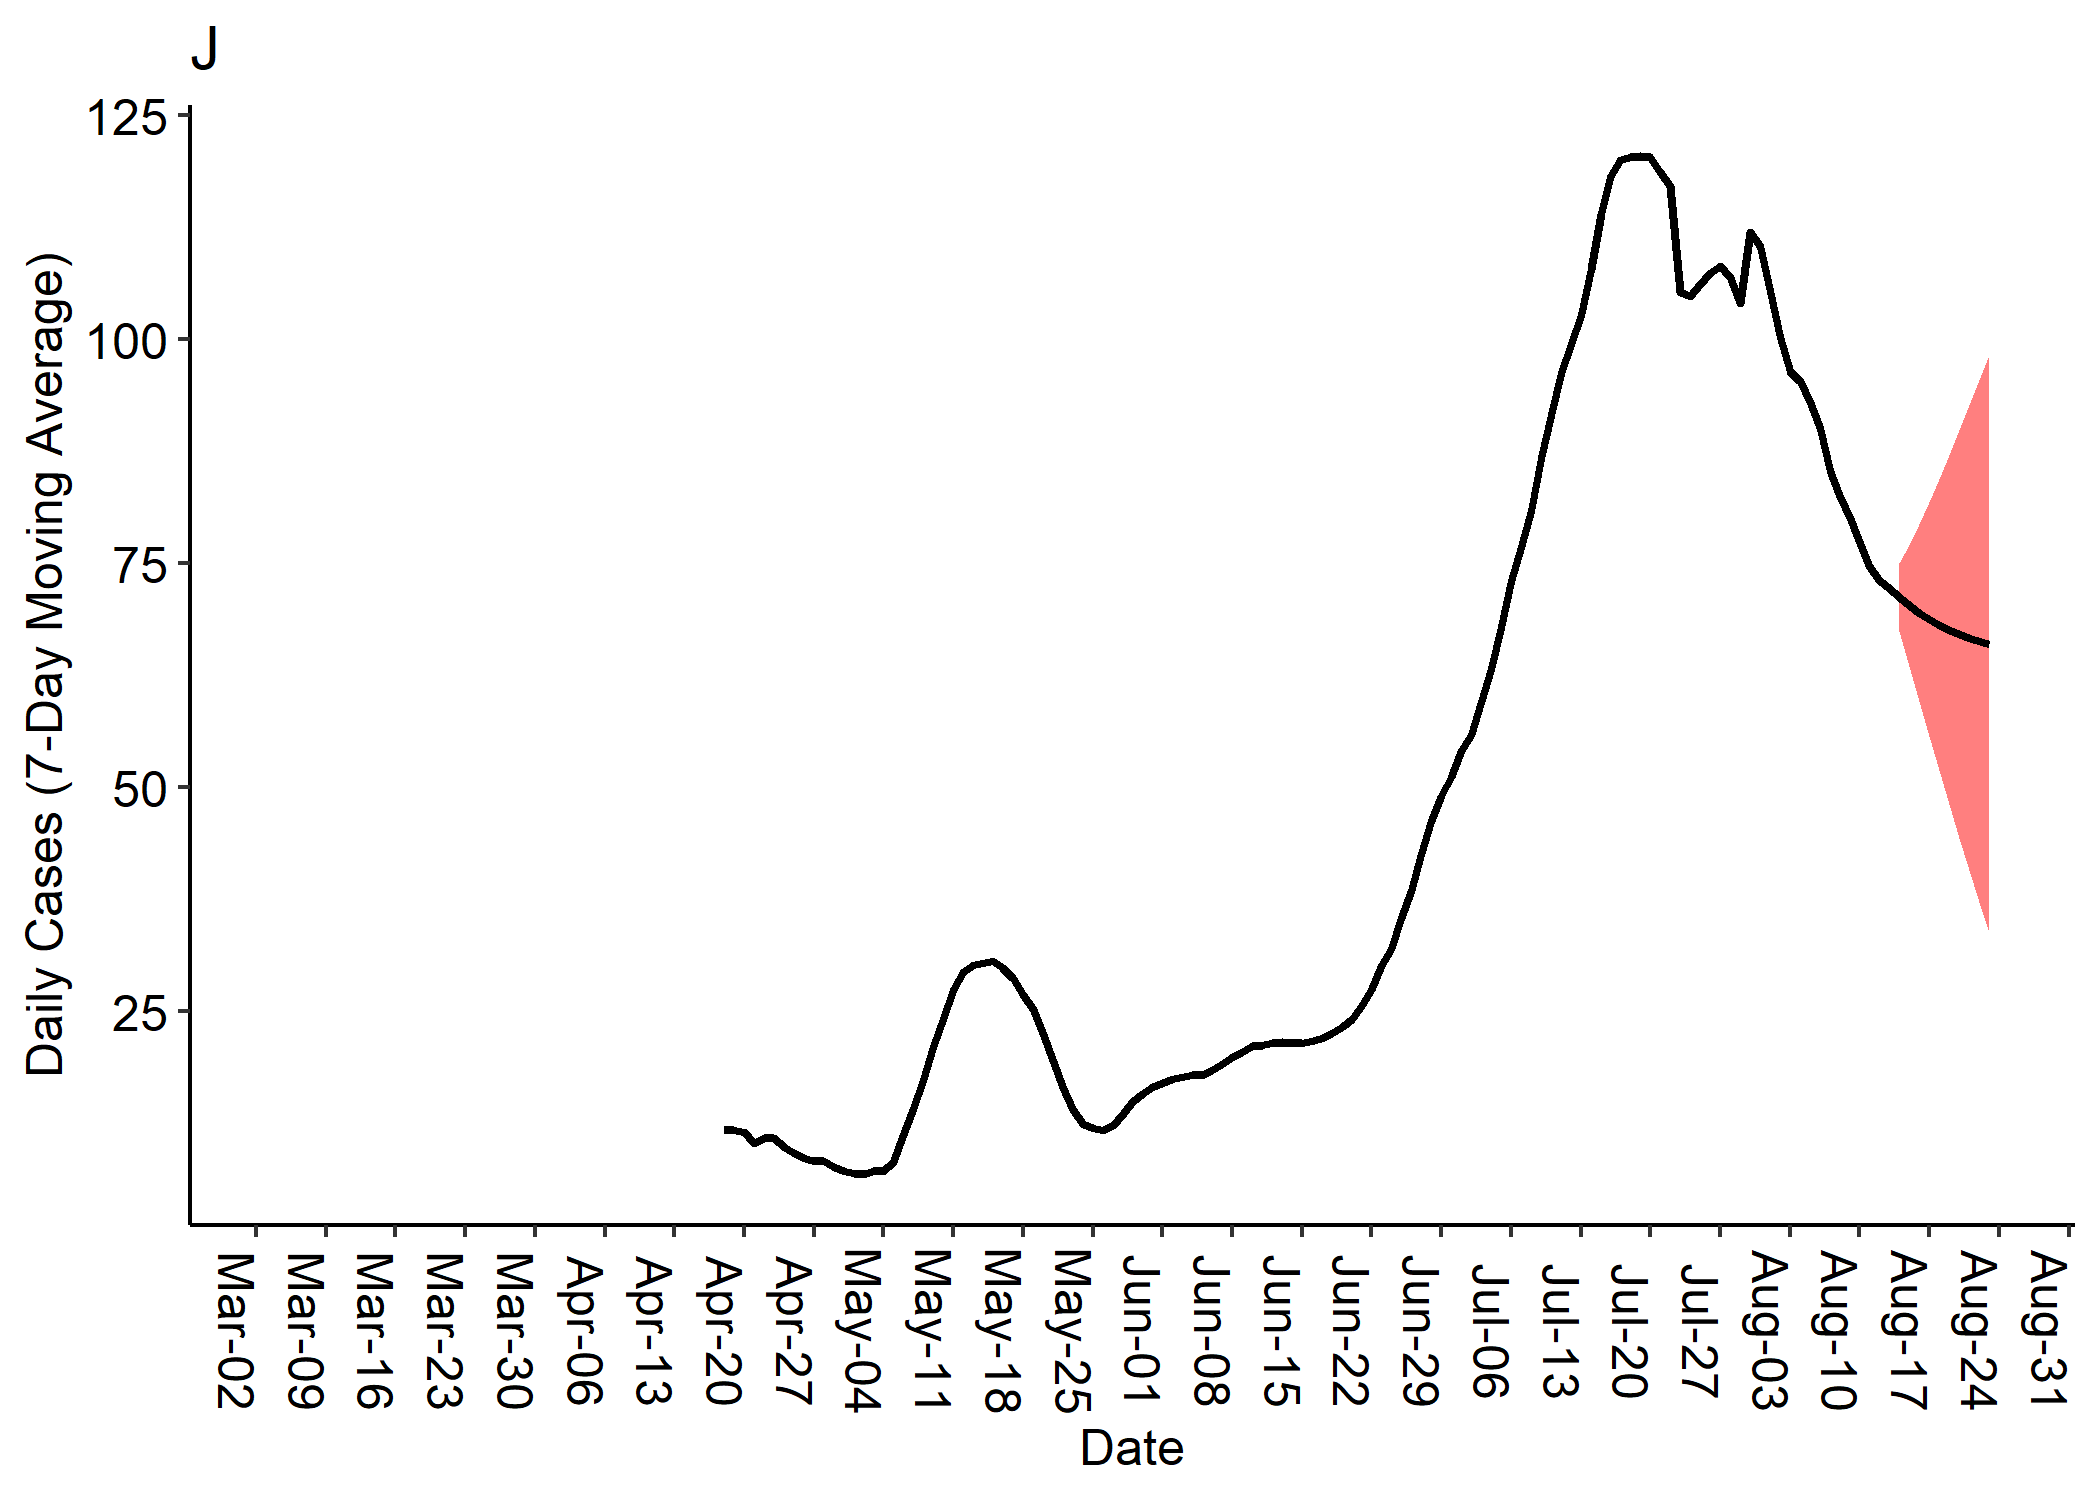 J
Daily Cases (7-Day Moving Average)
125
100
75
50
25
Mar-02
Mar-09
Mar-16
Mar-23
Mar-30
Apr-06
Apr-13
Apr-20
Apr-27
May-04
May-11
May-18
May-25
Jun-01
Jun-08
Jun-15
Jun-22
Jun-29
Jul-06
Jul-13
Jul-20
Jul-27
Aug-03
Aug-10
Aug-17
Aug-24
Aug-31
Date